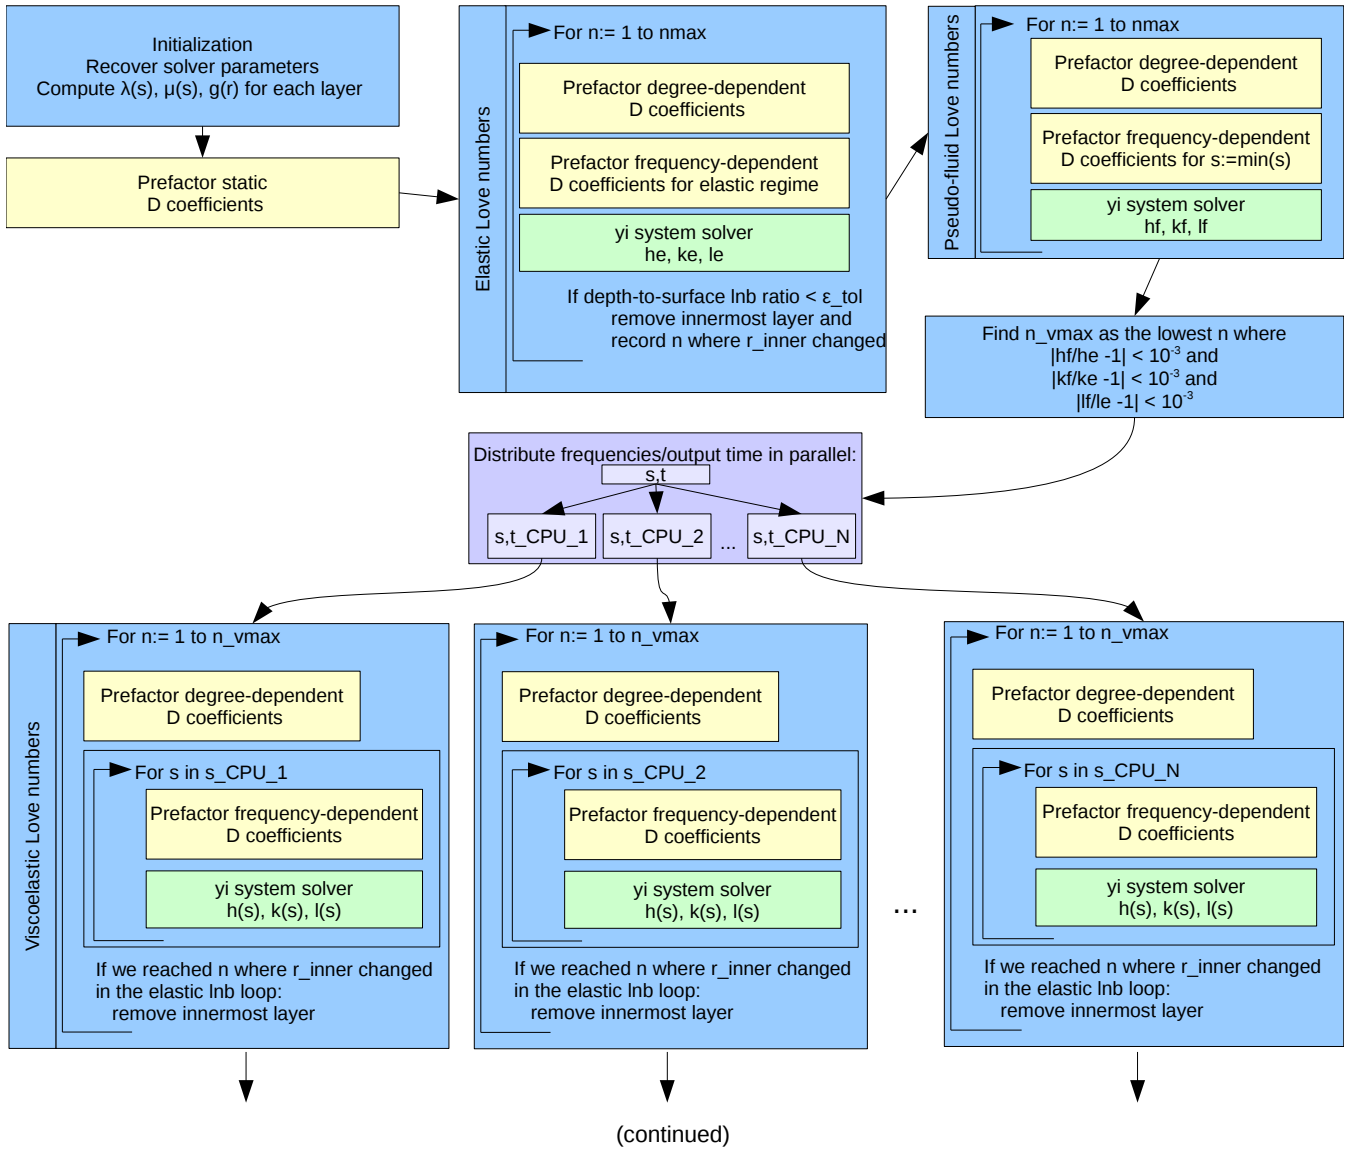 Initialization
Recover solver parameters
Compute λ(s), μ(s), g(r) for each layer
Prefactor static
D coefficients
Elastic Love numbers
For n:= 1 to nmax
Prefactor degree-dependent
D coefficients
Prefactor frequency-dependent
D coefficients for elastic regime
yi system solver
he, ke, le
If depth-to-surface lnb ratio < ε_tol
remove innermost layer and
record n where r_inner changed
Pseudo-fluid Love numbers
For n:= 1 to nmax
Prefactor degree-dependent
D coefficients
Prefactor frequency-dependent
D coefficients for s:=min(s)
yi system solver
hf, kf, lf
Find n_vmax as the lowest n where
|hf/he -1| < 10⁻³ and
|kf/ke -1| < 10⁻³ and
|lf/le -1| < 10⁻³
Distribute frequencies/output time in parallel:
s,t
s,t_CPU_1
s,t_CPU_2
...
s,t_CPU_N
Viscoelastic Love numbers
For n:= 1 to n_vmax
Prefactor degree-dependent
D coefficients
For s in s_CPU_1
Prefactor frequency-dependent
D coefficients
yi system solver
h(s), k(s), l(s)
If we reached n where r_inner changed
in the elastic lnb loop:
remove innermost layer
For n:= 1 to n_vmax
Prefactor degree-dependent
D coefficients
For s in s_CPU_2
Prefactor frequency-dependent
D coefficients
yi system solver
h(s), k(s), l(s)
If we reached n where r_inner changed
in the elastic lnb loop:
remove innermost layer
...
For n:= 1 to n_vmax
Prefactor degree-dependent
D coefficients
For s in s_CPU_N
Prefactor frequency-dependent
D coefficients
yi system solver
h(s), k(s), l(s)
If we reached n where r_inner changed
in the elastic lnb loop:
remove innermost layer
(continued)